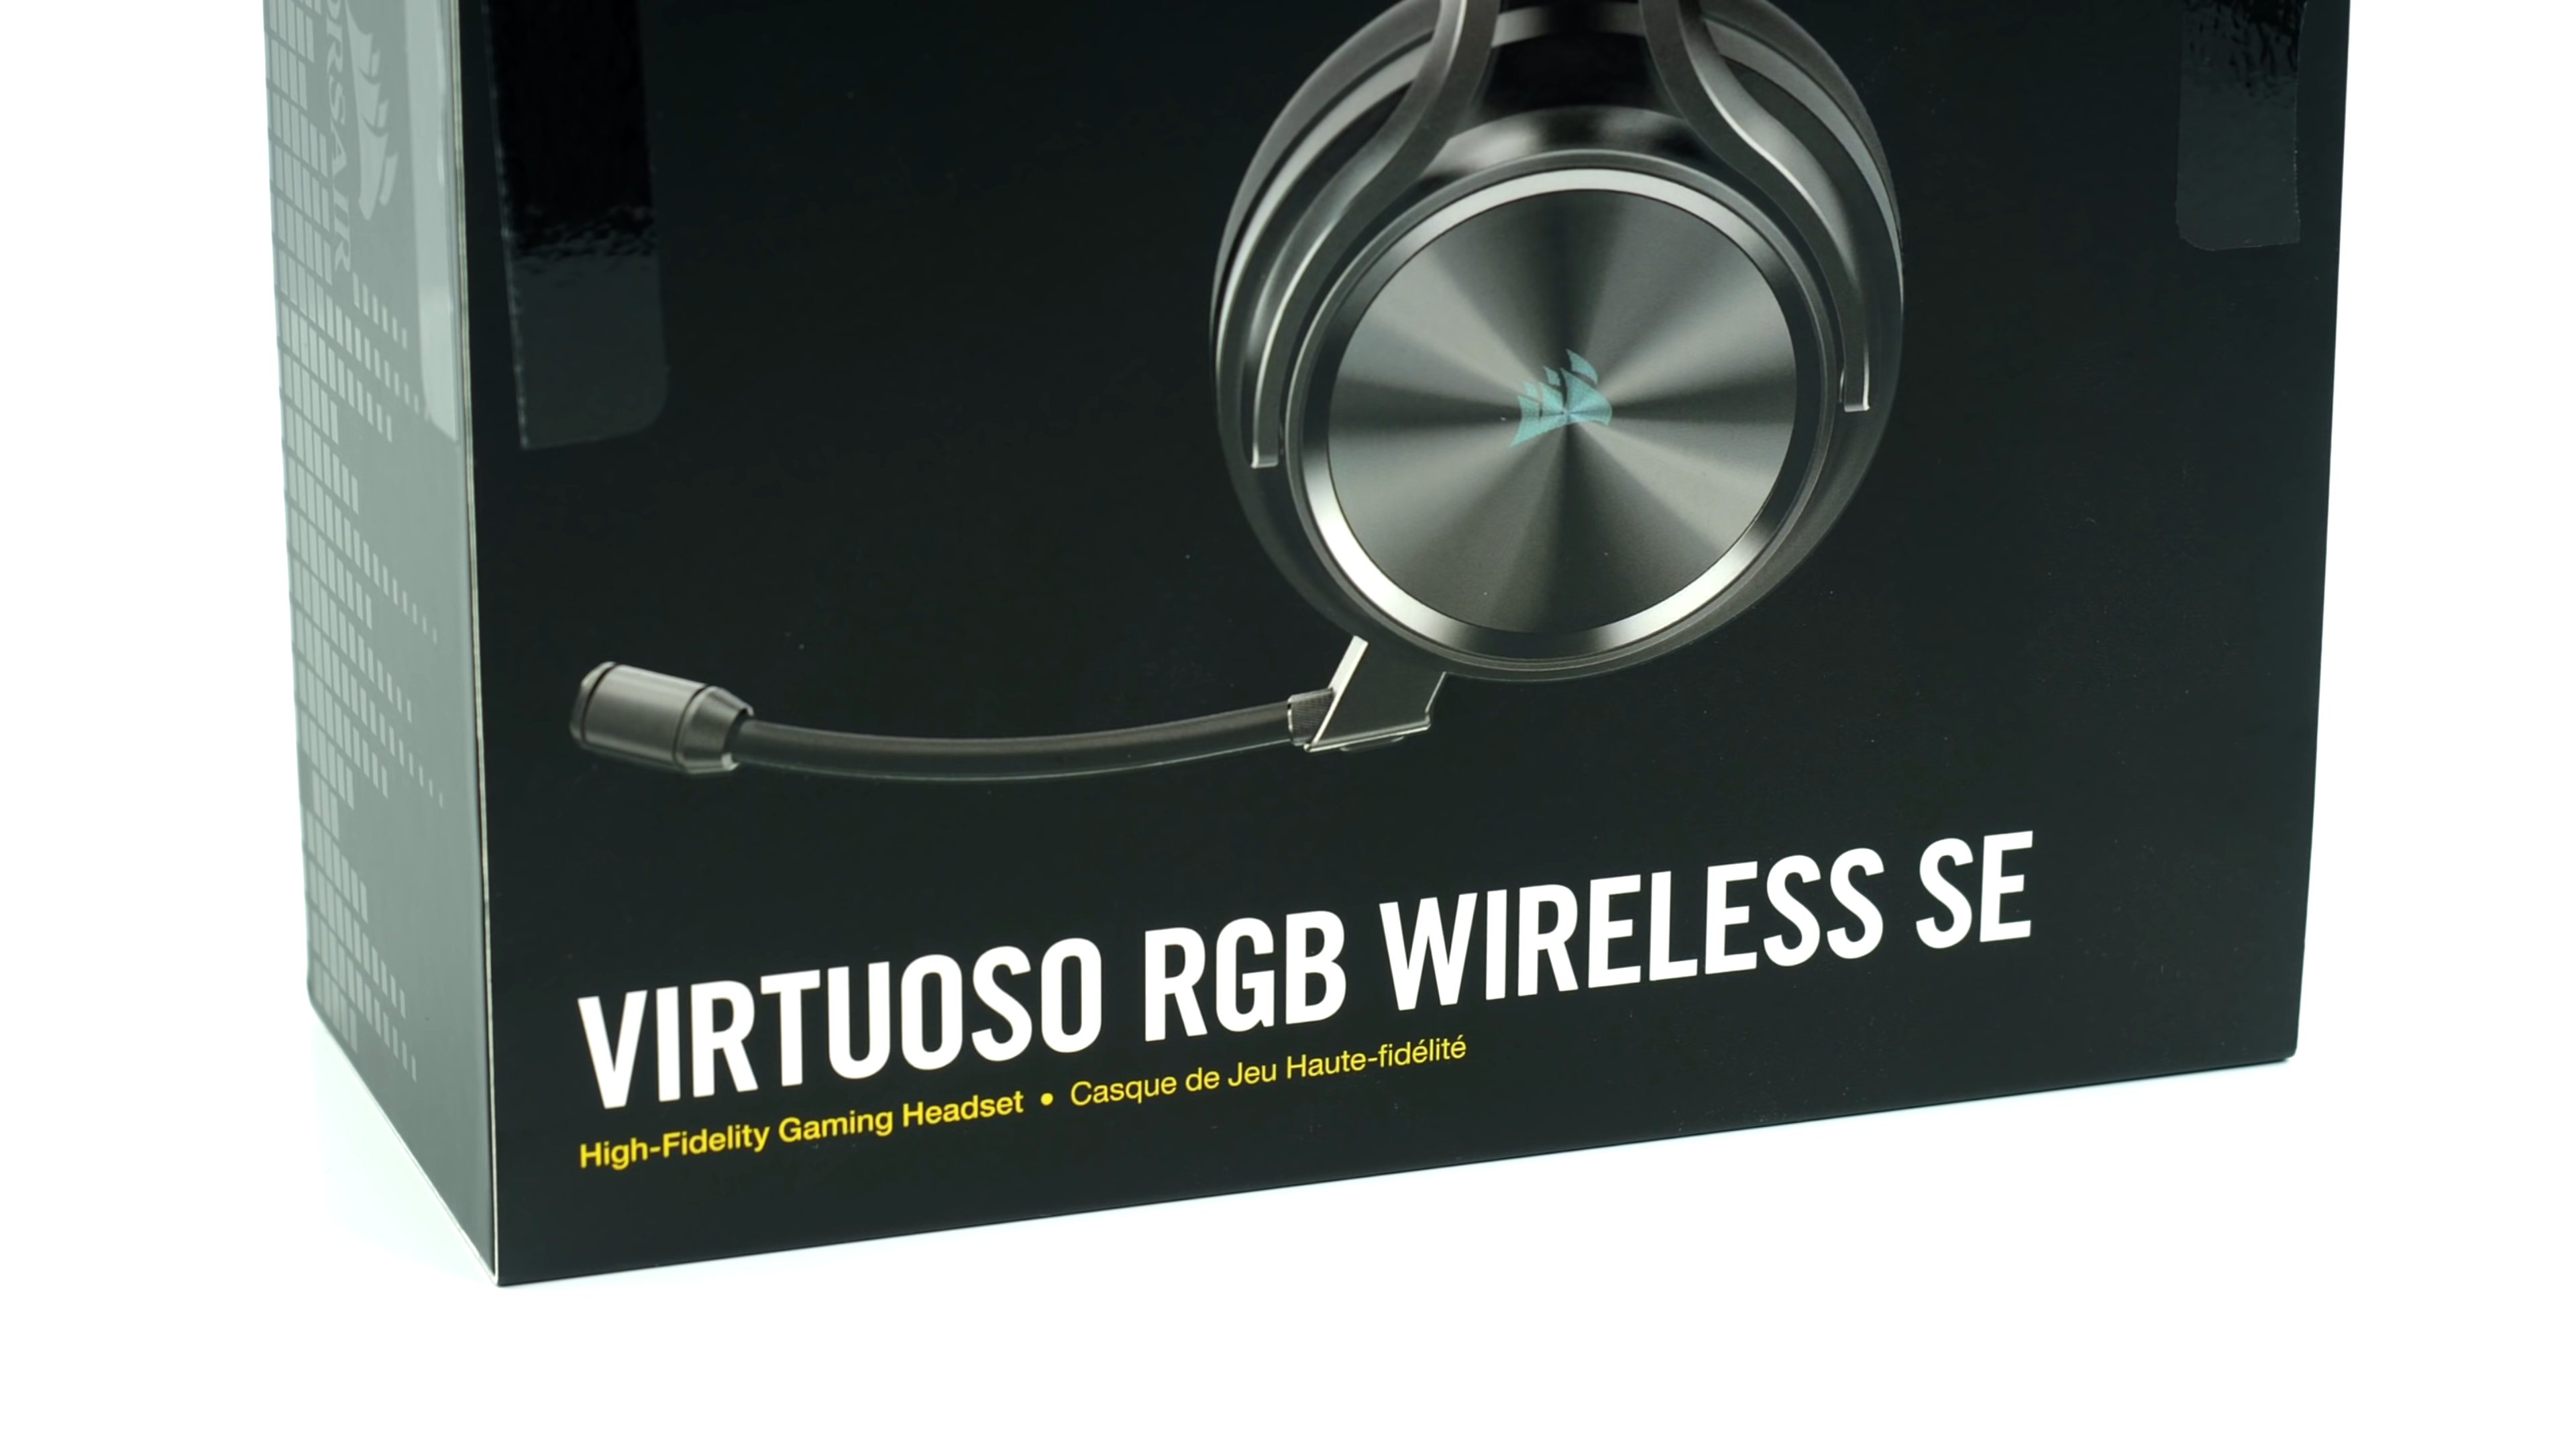 VIRTUOSO RGB WIRELESS SE
High-Fidelity Gaming Headset • Casque de Jeu Haute-fidélité